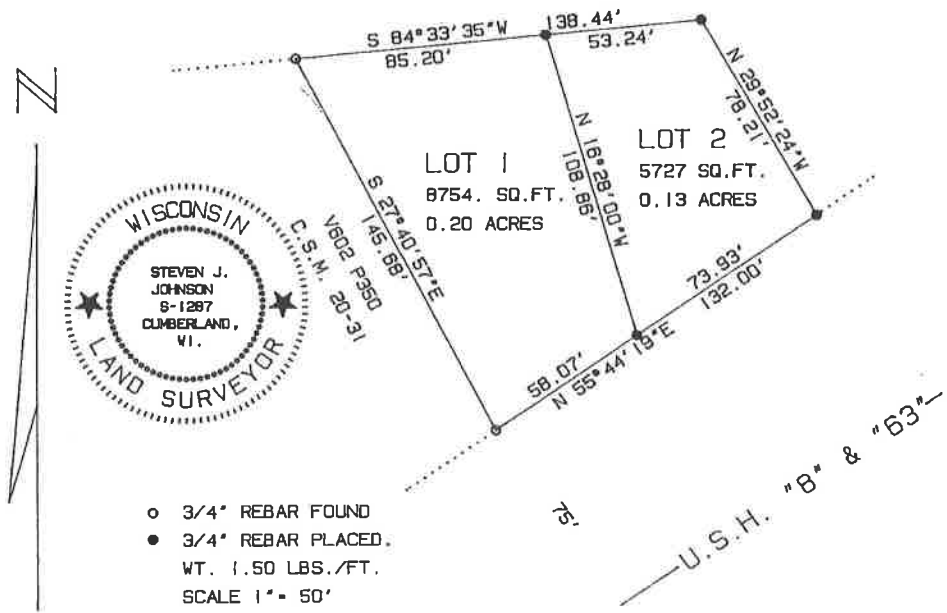 N
S 84°33'35"W
85.20'
138.44'
53.24'
N 29°52'24"W
78.21'
LOT 1
8754. SQ.FT.
0.20 ACRES
N 16°28'00"W
108.86'
LOT 2
5727 SQ.FT.
0.13 ACRES
S 27°40'57"E
145.68'
V602 P350
C.S.M. 20-31
WISCONSIN
STEVEN J.
JOHNSON
S-1287
CUMBERLAND,
WI.
LAND SURVEYOR
73.93'
132.00'
58.07'
N 55°44'19"E
75'
U.S.H. "8" & "63"
3/4" REBAR FOUND
3/4" REBAR PLACED.
WT. 1.50 LBS./FT.
SCALE 1"= 50'